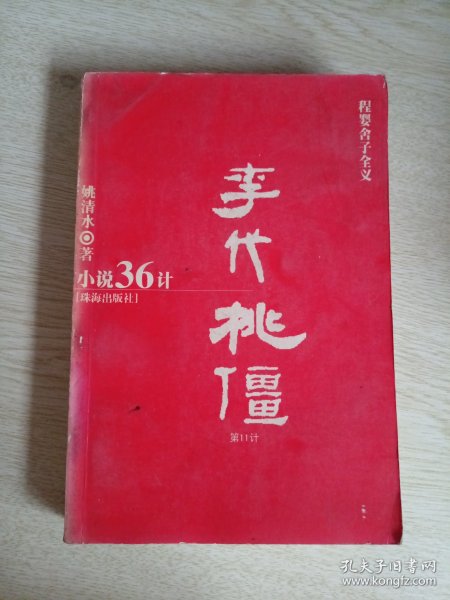 程婴舍子全义
李代桃僵
第11计
姚清水 著
小说36计
[珠海出版社]
孔夫子旧书网
www.kongfz.com